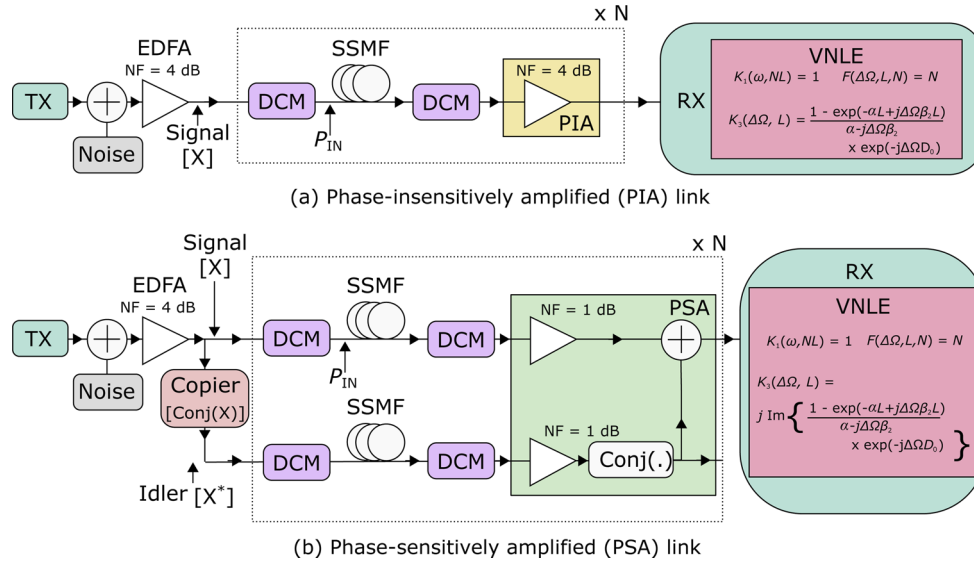 x N
EDFA
NF = 4 dB
SSMF
NF = 4 dB
VNLE
K₁(ω,NL) = 1 F(ΔΩ,L,N) = N
TX
DCM
DCM
RX
Signal
[X]
P_IN
PIA
K₃(ΔΩ, L) = 1 - exp(-αL+jΔΩβ₂L)
α-jΔΩβ₂
x exp(-jΔΩD₀)
Noise
(a) Phase-insensitively amplified (PIA) link
Signal
[X]
x N
EDFA
NF = 4 dB
SSMF
NF = 1 dB
PSA
RX
VNLE
TX
DCM
DCM
K₁(ω,NL) = 1 F(ΔΩ,L,N) = N
Noise
Copier
[Conj(X)]
P_IN
K₃(ΔΩ, L) =
SSMF
NF = 1 dB
j Im{ 1 - exp(-αL+jΔΩβ₂L)
α-jΔΩβ₂
x exp(-jΔΩD₀) }
DCM
DCM
Conj(.)
Idler [X*]
(b) Phase-sensitively amplified (PSA) link